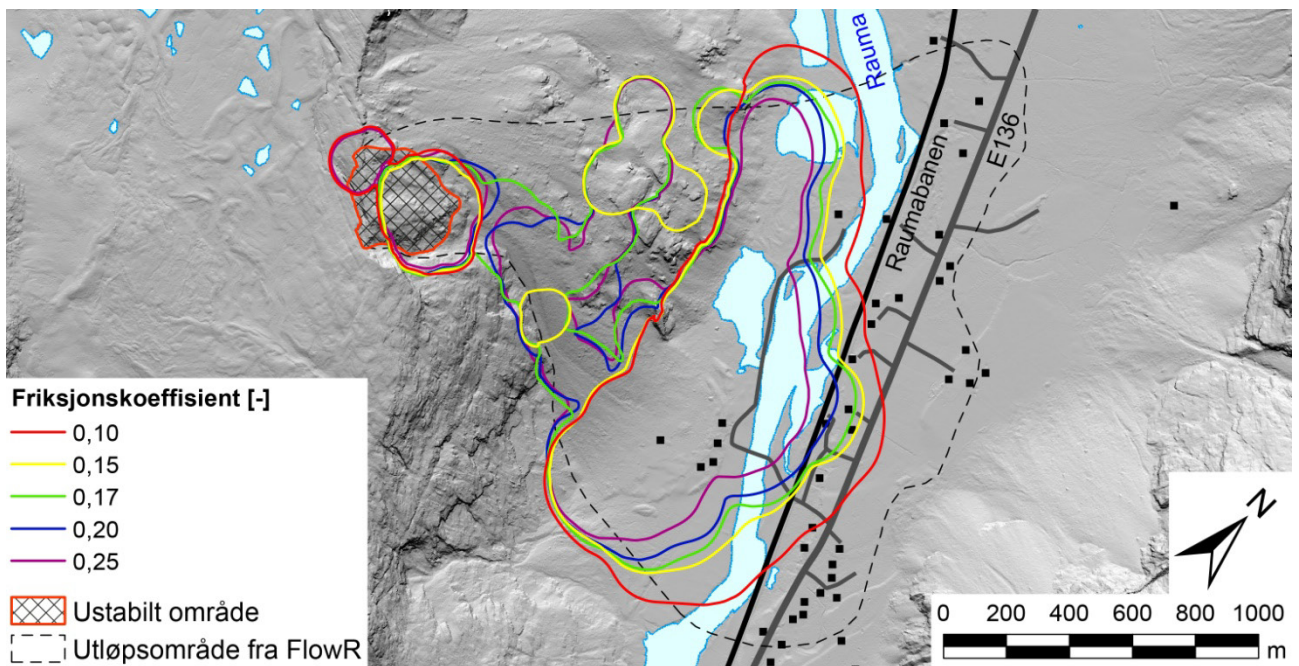 Rauma
E136
Raumabanen
Friksjonskoeffisient [-]
0,10
0,15
0,17
0,20
0,25
Ustabilt område
Utløpsområde fra FlowR
N
0 200 400 600 800 1000
m